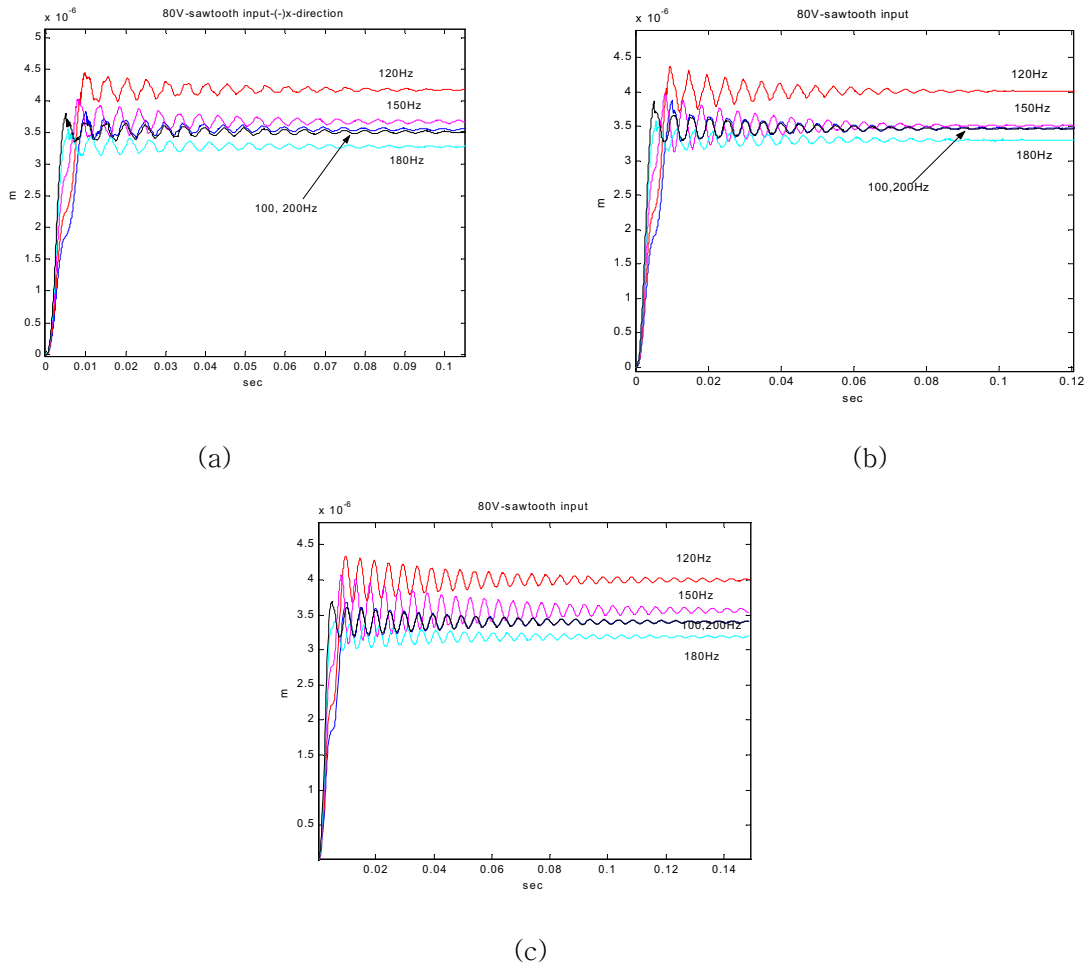 x 10^-6
80V-sawtooth input-(-)x-direction
5
4.5
4
3.5
3
2.5
2
1.5
1
0.5
0
m
120Hz
150Hz
180Hz
100, 200Hz
0 0.01 0.02 0.03 0.04 0.05 0.06 0.07 0.08 0.09 0.1
sec
(a)
x 10^-6
80V-sawtooth input
4.5
4
3.5
3
2.5
2
1.5
1
0.5
0
m
120Hz
150Hz
180Hz
100,200Hz
0 0.02 0.04 0.06 0.08 0.1 0.12
sec
(b)
x 10^-6
80V-sawtooth input
4.5
4
3.5
3
2.5
2
1.5
1
0.5
m
120Hz
150Hz
100,200Hz
180Hz
0.02 0.04 0.06 0.08 0.1 0.12 0.14
sec
(c)